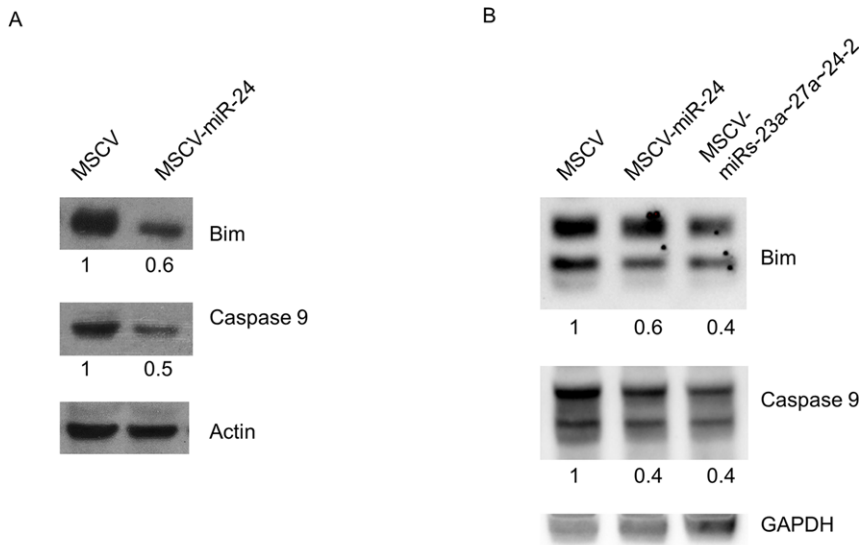 A
MSCV
MSCV-miR-24
Bim
1 0.6
Caspase 9
1 0.5
Actin
B
MSCV
MSCV-miR-24
MSCV-
miRs-23a~27a~24-2
Bim
1 0.6 0.4
Caspase 9
1 0.4 0.4
GAPDH